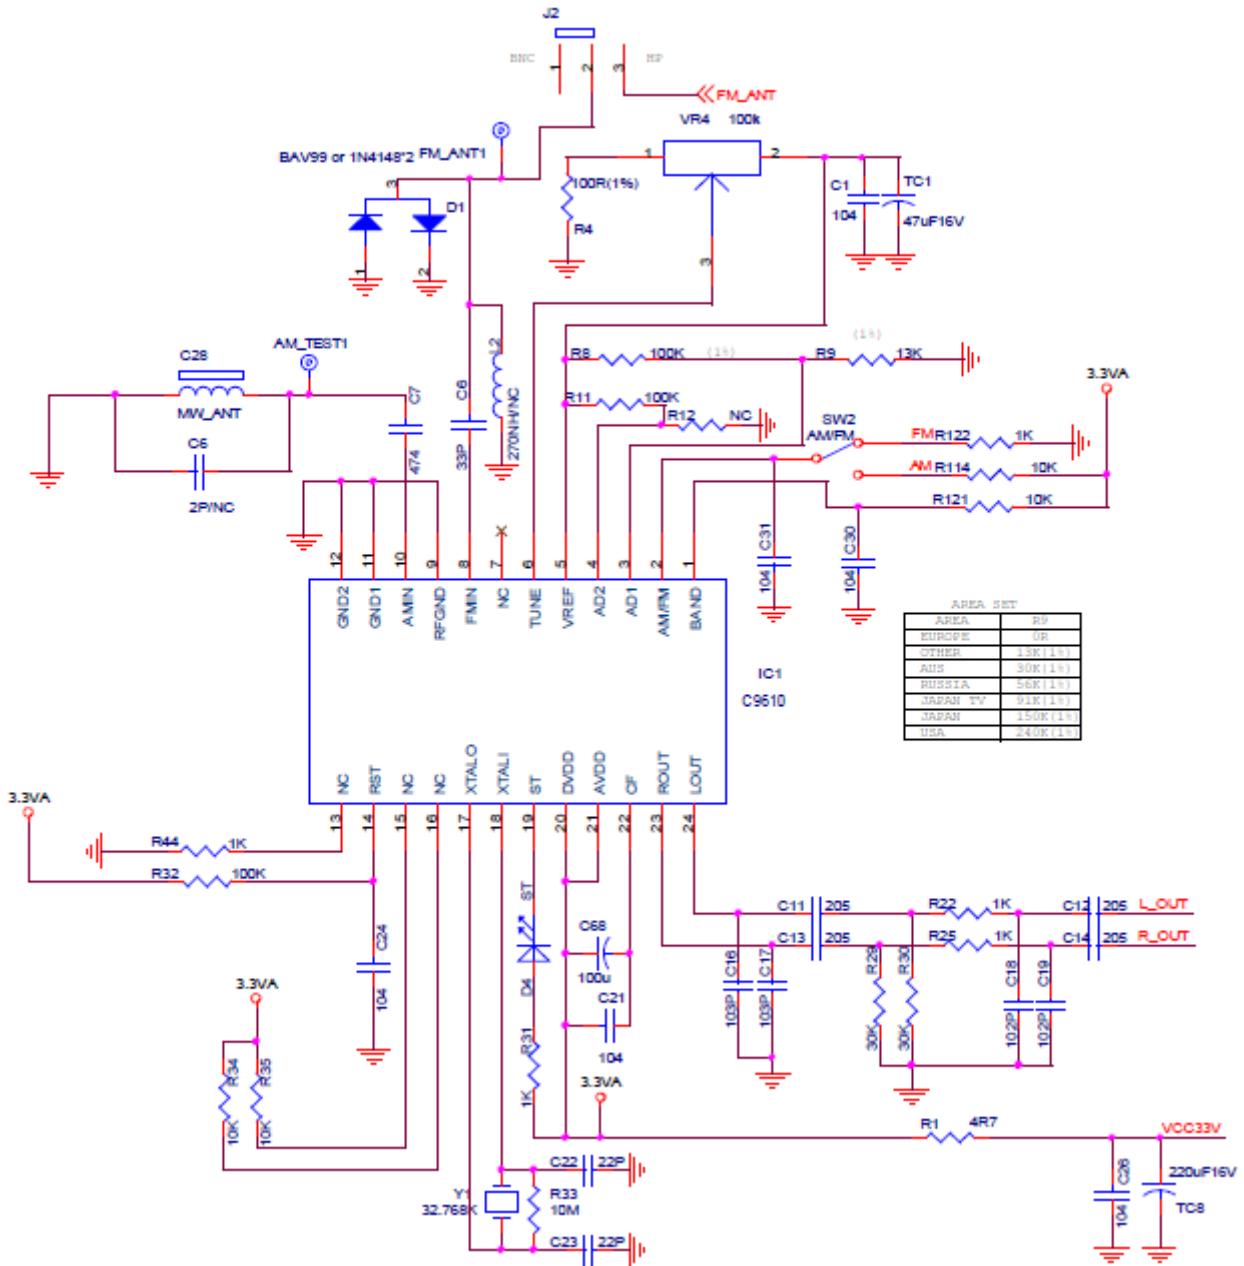 J2
BNC 1 2 3 HP
FM_ANT
VR4 100k
BAV99 or 1N4148*2 FM_ANT1
3
D1
1 2
1 2
3
100R(1%)
R4
C1
104
TC1
47uF16V
AM_TEST1
C28
MW_ANT
C6
2P/NC
C7
474
C6
33P
L2
270NH/NC
R8 100K (1%)
R9 13K
(1%)
R11 100K
R12 NC
3.3VA
SW2
AM/FM
FM R122 1K
AM R114 10K
R121 10K
C31
104
C30
104
12 11 10 9 8 7 6 5 4 3 2 1
GND2 GND1 AMIN RFGND FMIN NC TUNE VREF AD2 AD1 AM/FM BAND
IC1
C9610
AREA SET
AREA R9
EUROPE 0R
OTHER 13K(1%)
AUS 30K(1%)
RUSSIA 56K(1%)
JAPAN TV 91K(1%)
JAPAN 150K(1%)
USA 240K(1%)
NC RST NC NC XTALO XTALI ST DVDD AVDD CF ROUT LOUT
13 14 15 16 17 18 19 20 21 22 23 24
3.3VA
R44 1K
R32 100K
C24
104
3.3VA
R34
10K
R35
10K
ST
D4
R31
1K
C68
100u
C21
104
3.3VA
C11 205
C13 205
C16
103P
C17
103P
R22 1K
R25 1K
R29
30K
R30
30K
C18
102P
C19
102P
C12 205 L_OUT
C14 205 R_OUT
R1 4R7
VCC33V
C26
104
220uF16V
TC8
Y1
32.768K
R33
10M
C22 22P
C23 22P